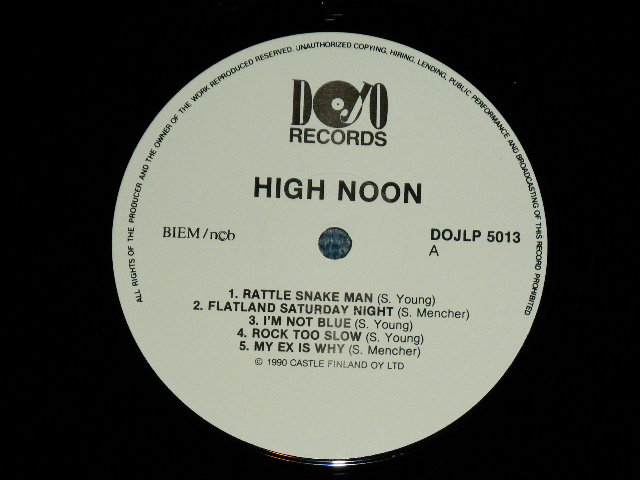 ALL RIGHTS OF THE PRODUCER AND THE OWNER OF THE WORK REPRODUCED RESERVED. UNAUTHORIZED COPYING, HIRING, LENDING, PUBLIC PERFORMANCE AND BROADCASTING OF THIS RECORD PROHIBITED
DOJO
RECORDS
HIGH NOON
BIEM/n©b
DOJLP 5013
A
1. RATTLE SNAKE MAN (S. Young)
2. FLATLAND SATURDAY NIGHT (S. Mencher)
3. I'M NOT BLUE (S. Young)
4. ROCK TOO SLOW (S. Young)
5. MY EX IS WHY (S. Mencher)
© 1990 CASTLE FINLAND OY LTD